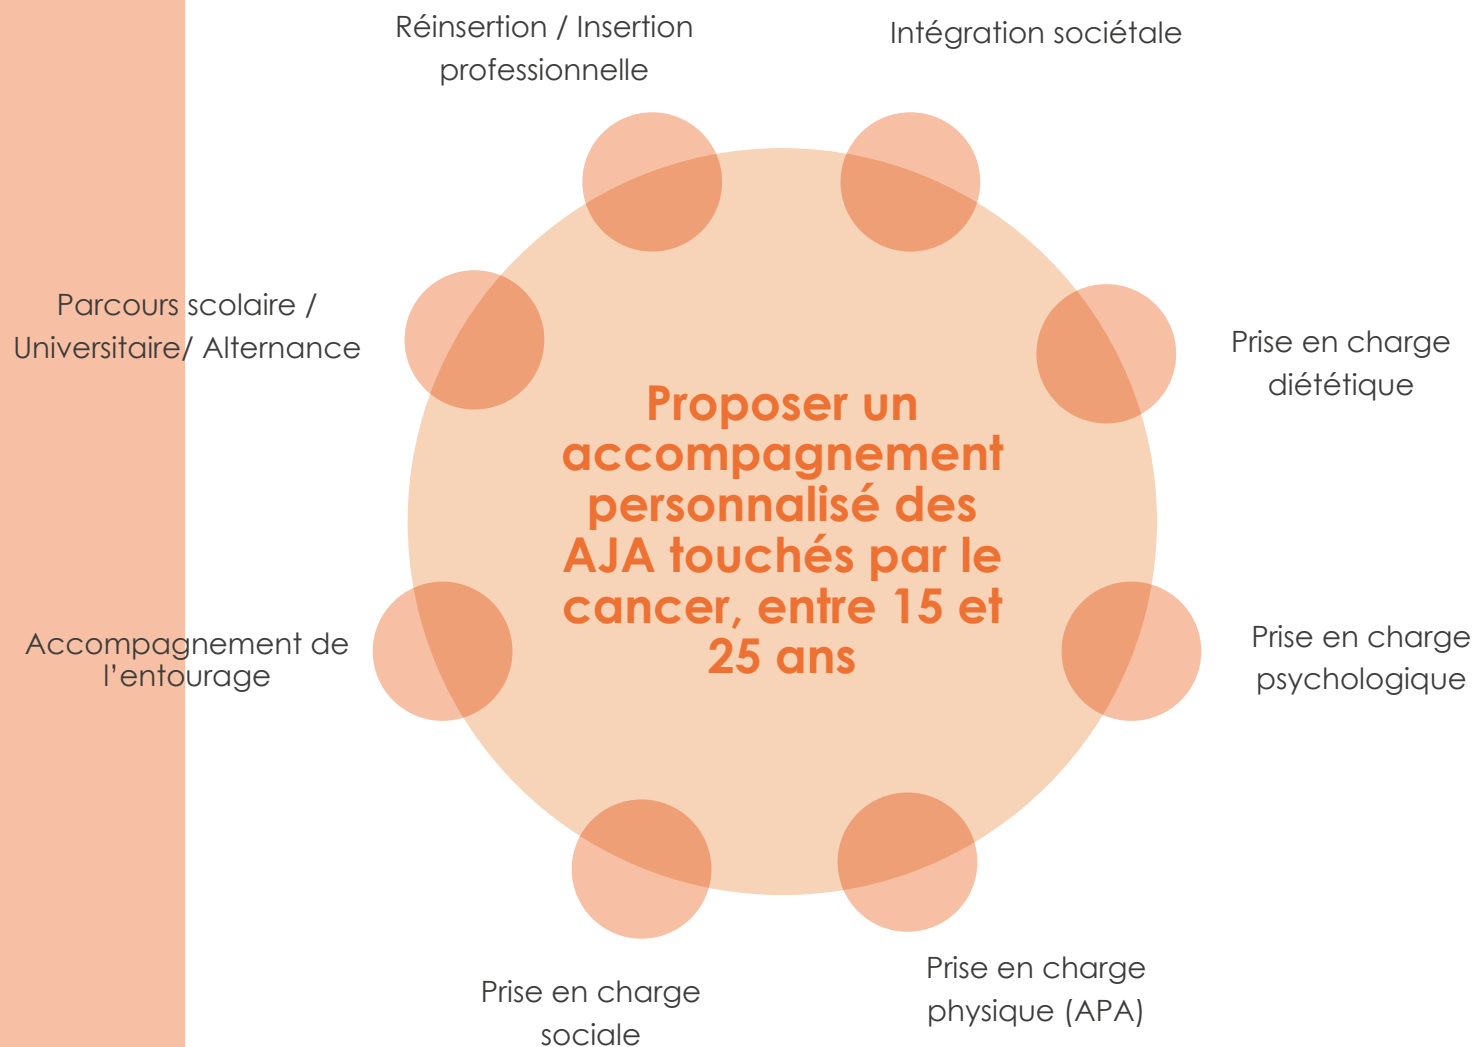 Réinsertion / Insertion
professionnelle
Intégration sociétale
Parcours scolaire /
Universitaire/ Alternance
Prise en charge
diététique
Proposer un
accompagnement
personnalisé des
AJA touchés par le
cancer, entre 15 et
25 ans
Accompagnement de
l’entourage
Prise en charge
psychologique
Prise en charge
sociale
Prise en charge
physique (APA)